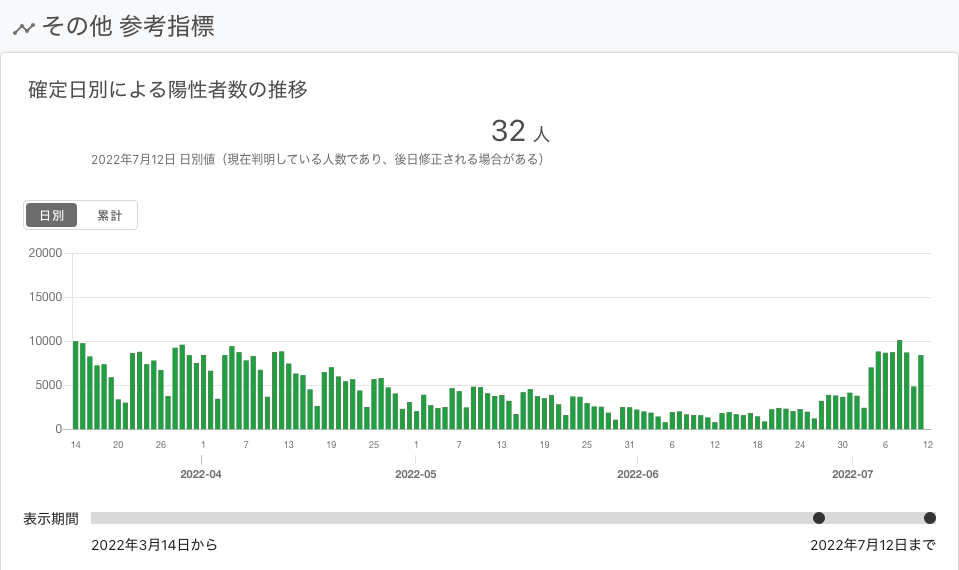 その他 参考指標
確定日別による陽性者数の推移
32 人
2022年7月12日 日別値（現在判明している人数であり、後日修正される場合がある）
日別 累計
20000
15000
10000
5000
0
14 20 26 1 7 13 19 25 1 7 13 19 25 31 6 12 18 24 30 6 12
2022-04 2022-05 2022-06 2022-07
表示期間
2022年3月14日から 2022年7月12日まで